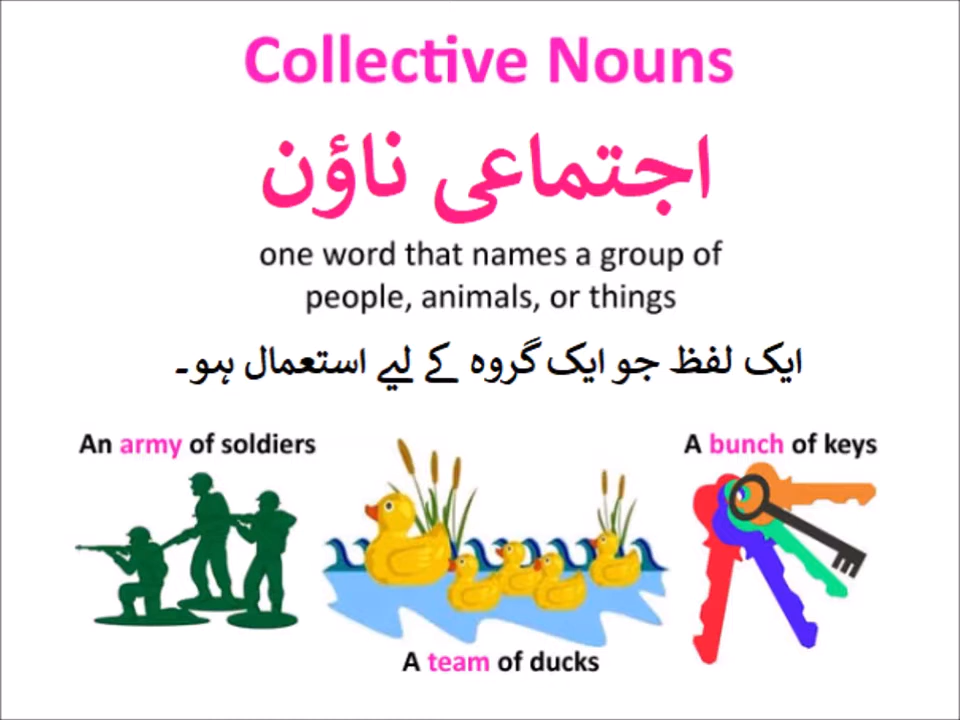 Collective Nouns
اجتماعی ناؤن
one word that names a group of
people, animals, or things
ایک لفظ جو ایک گروہ کے لیے استعمال ہو۔
An army of soldiers
A bunch of keys
A team of ducks